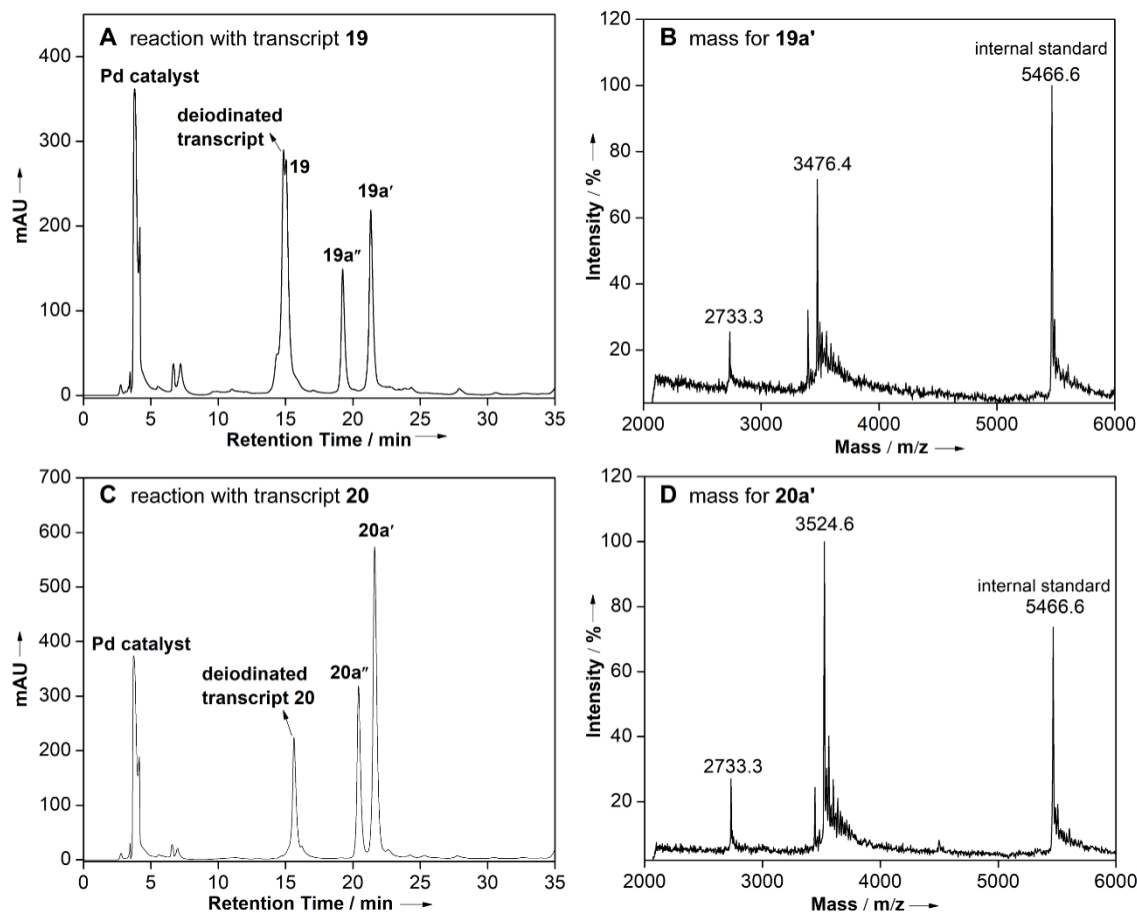 A reaction with transcript 19
400
300
200
100
0
mAU →
Pd catalyst
deiodinated
transcript
19
19a″
19a′
0 5 10 15 20 25 30 35
Retention Time / min →
B mass for 19a'
120
100
80
60
40
20
Intensity / % →
internal standard
5466.6
3476.4
2733.3
2000 3000 4000 5000 6000
Mass / m/z →
C reaction with transcript 20
700
600
500
400
300
200
100
0
mAU →
20a′
Pd catalyst
20a″
deiodinated
transcript 20
0 5 10 15 20 25 30 35
Retention Time / min →
D mass for 20a'
120
100
80
60
40
20
Intensity / % →
3524.6
internal standard
5466.6
2733.3
2000 3000 4000 5000 6000
Mass / m/z →